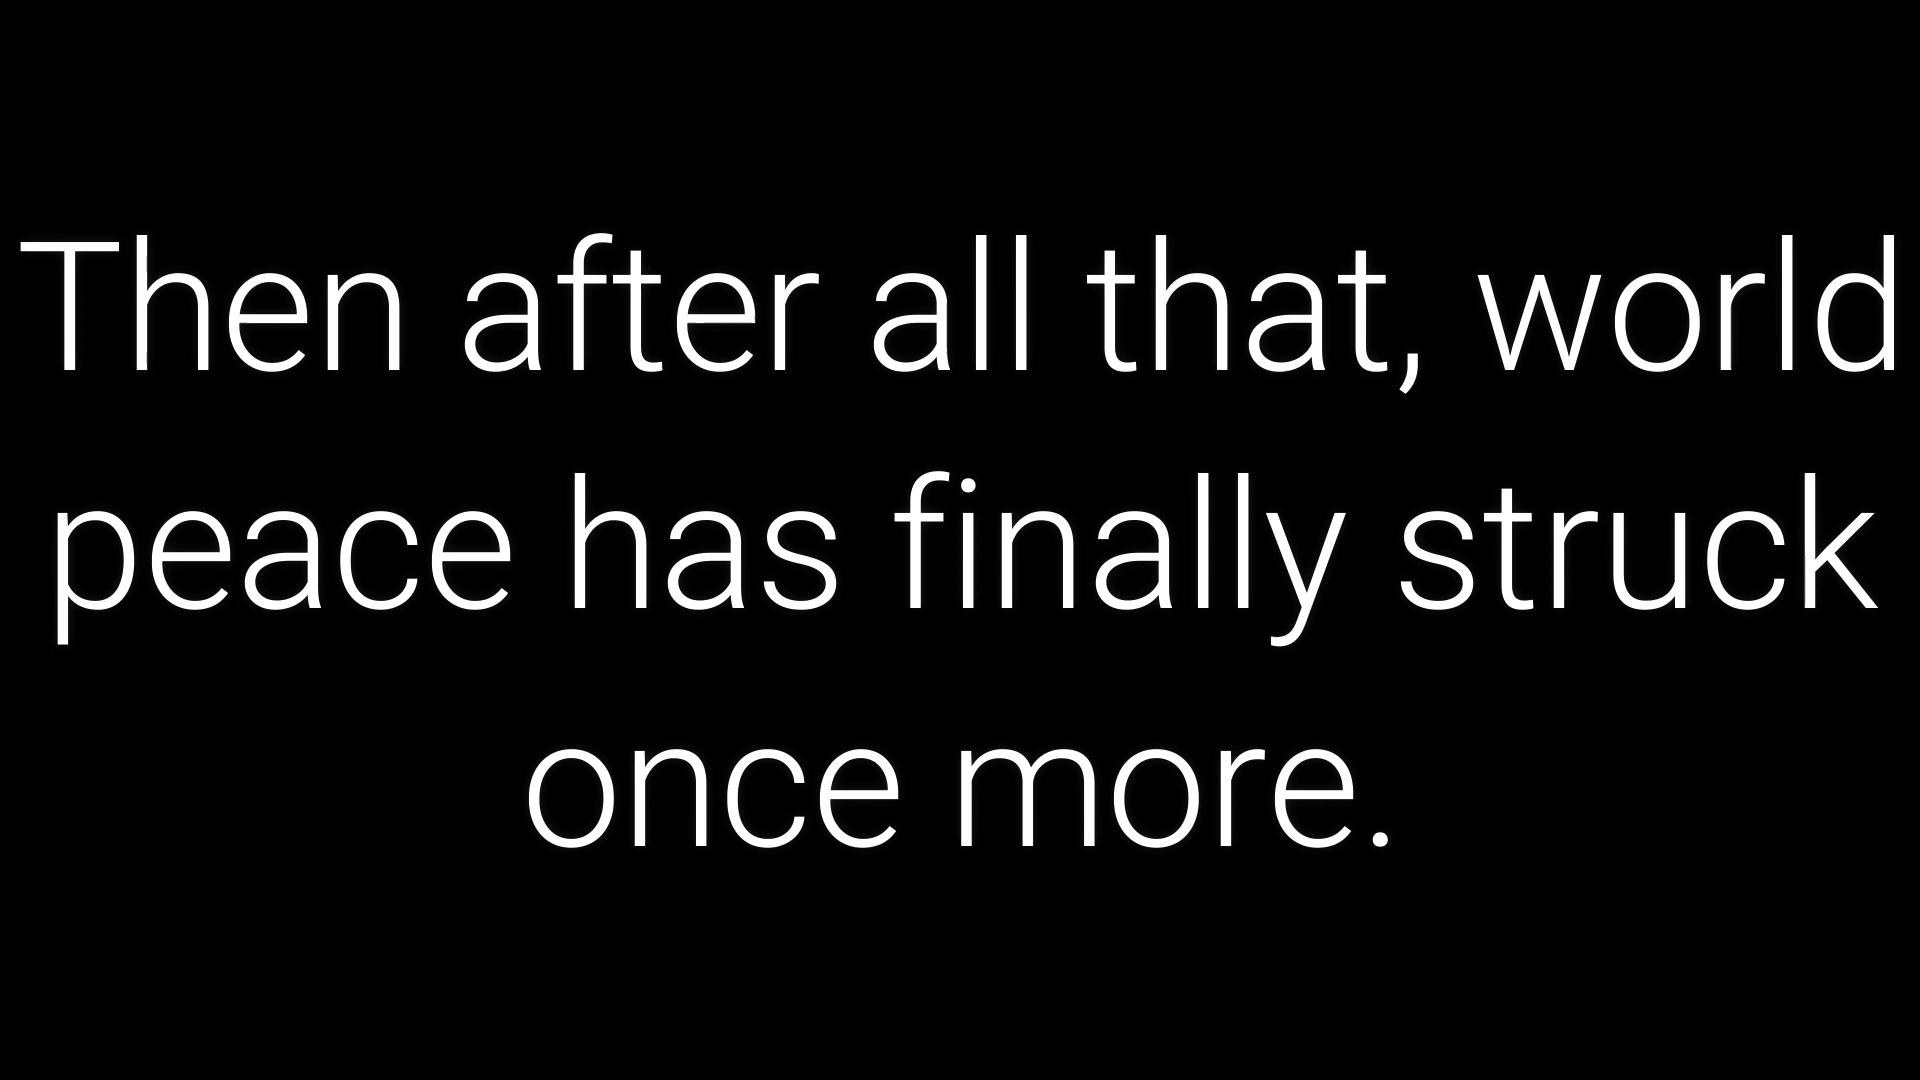 Then after all that, world
peace has finally struck
once more.